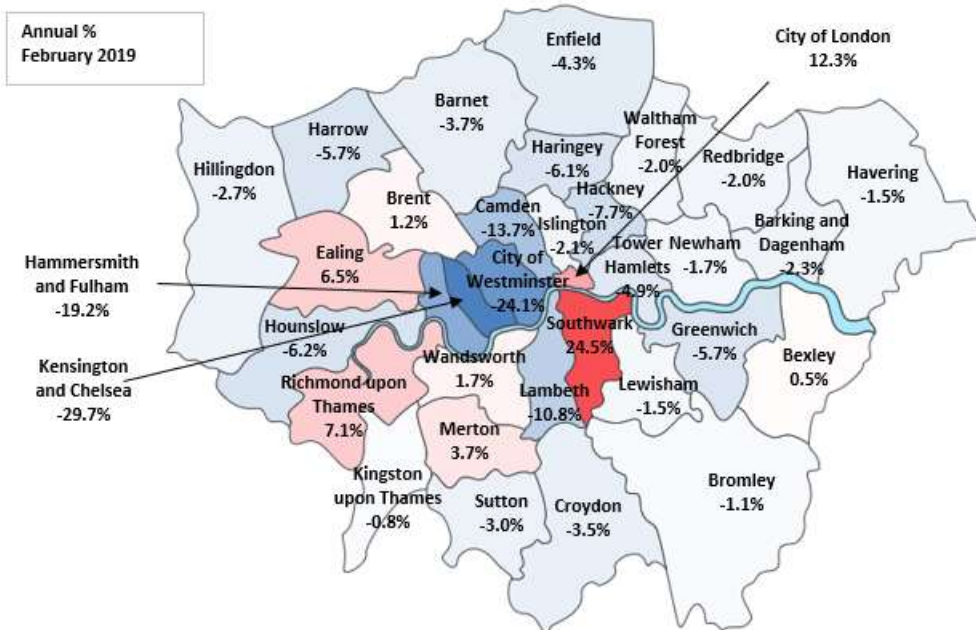 Annual %
February 2019
Enfield
-4.3%
City of London
12.3%
Barnet
-3.7%
Harrow
-5.7%
Waltham
Forest
-2.0%
Haringey
-6.1%
Redbridge
-2.0%
Hillingdon
-2.7%
Havering
-1.5%
Hackney
-7.7%
Brent
1.2%
Camden
-13.7%
Islington
-2.1%
Barking and
Dagenham
-2.3%
Ealing
6.5%
Tower
Hamlets
-4.9%
Newham
-1.7%
City of
Westminster
-24.1%
Hammersmith
and Fulham
-19.2%
Hounslow
-6.2%
Southwark
24.5%
Greenwich
-5.7%
Bexley
0.5%
Kensington
and Chelsea
-29.7%
Wandsworth
1.7%
Richmond upon
Thames
7.1%
Lambeth
-10.8%
Lewisham
-1.5%
Merton
3.7%
Kingston
upon Thames
-0.8%
Sutton
-3.0%
Croydon
-3.5%
Bromley
-1.1%